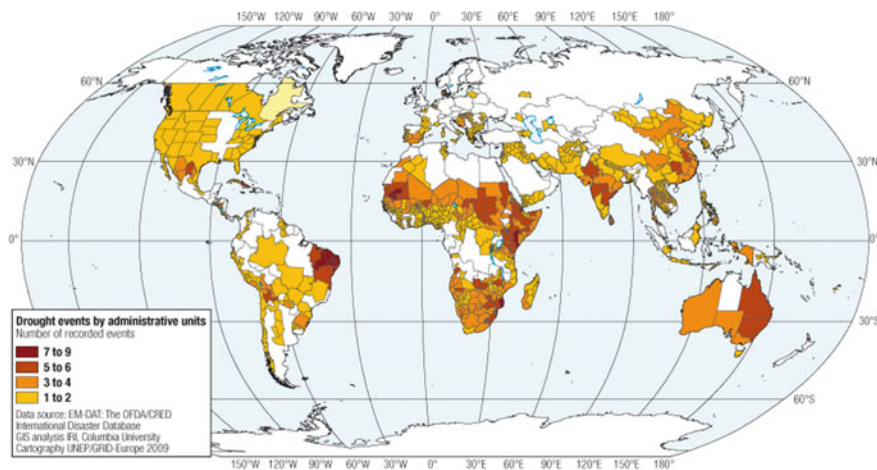 150°W 120°W 90°W 60°W 30°W 0° 30°E 60°E 90°E 120°E 150°E 180°
60°N 60°N
30°N 30°N
0° 0°
30°S
60°S
Drought events by administrative units
Number of recorded events
7 to 9
5 to 6
3 to 4
1 to 2
Data source: EM-DAT: The OFDA/CRED
International Disaster Database
GIS analysis IRI, Columbia University
Cartography UNEP/GRID-Europe 2009
150°W 120°W 90°W 60°W 30°W 0° 30°E 60°E 90°E 120°E 150°E 180°